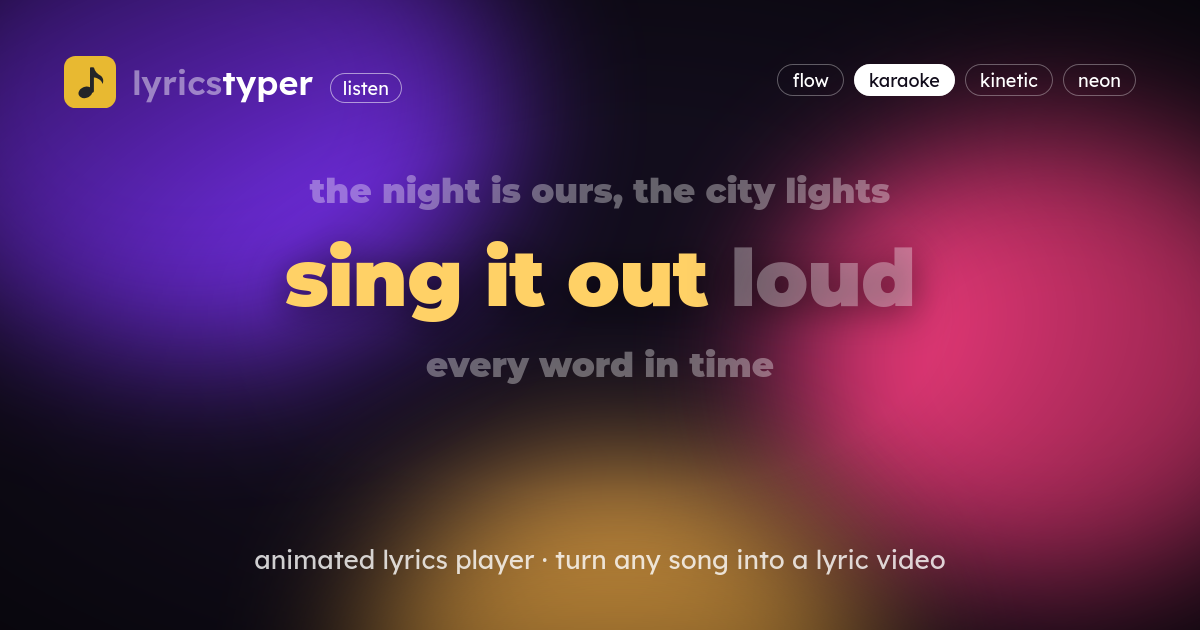 lyricstyper listen
flow karaoke kinetic neon
the night is ours, the city lights
sing it out loud
every word in time
animated lyrics player · turn any song into a lyric video